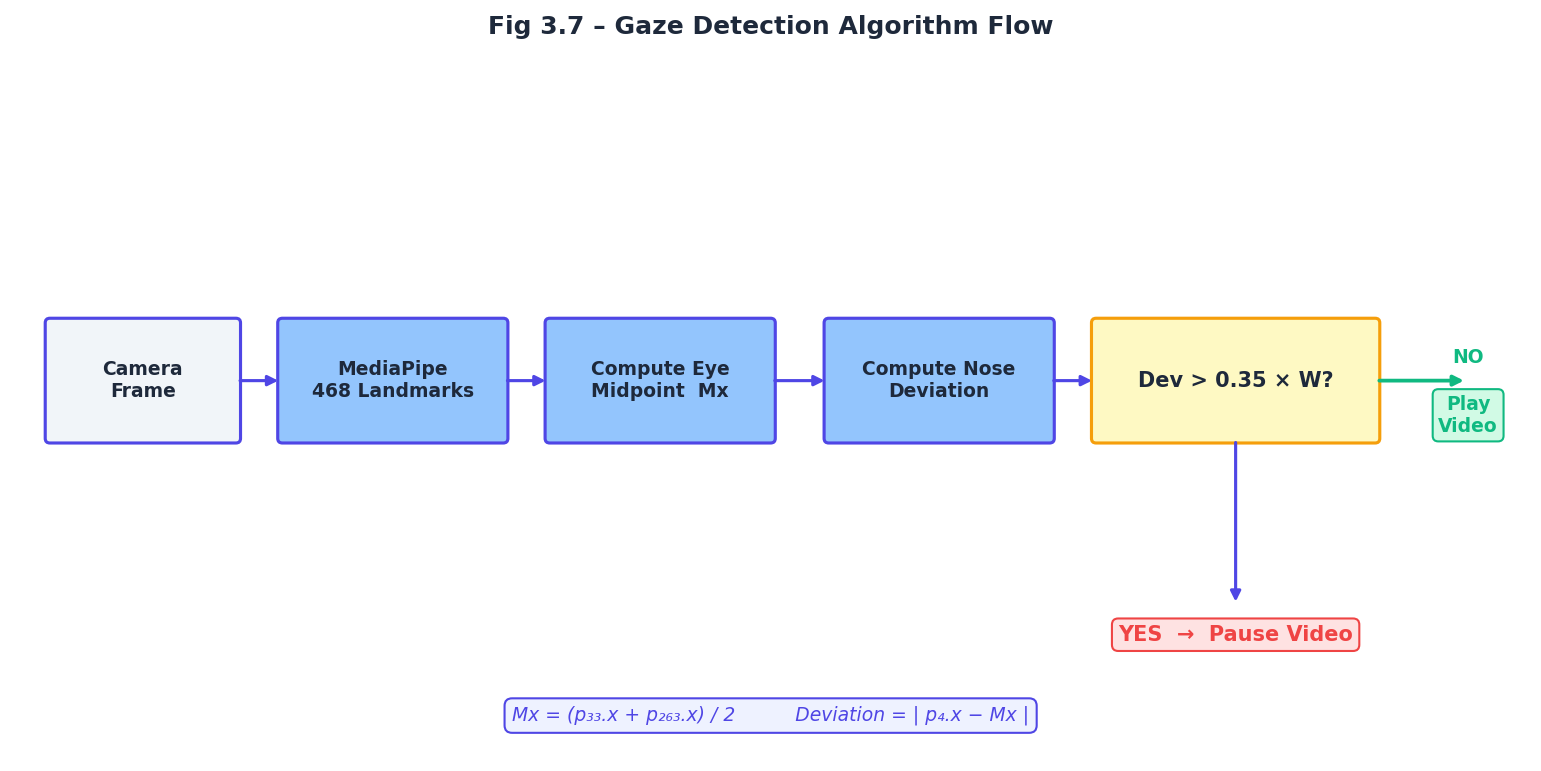 Fig 3.7 – Gaze Detection Algorithm Flow
Camera
Frame
MediaPipe
468 Landmarks
Compute Eye
Midpoint  Mx
Compute Nose
Deviation
Dev > 0.35 × W?
NO
Play
Video
YES → Pause Video
Mx = (p₃₃.x + p₂₆₃.x) / 2     Deviation = | p₄.x − Mx |